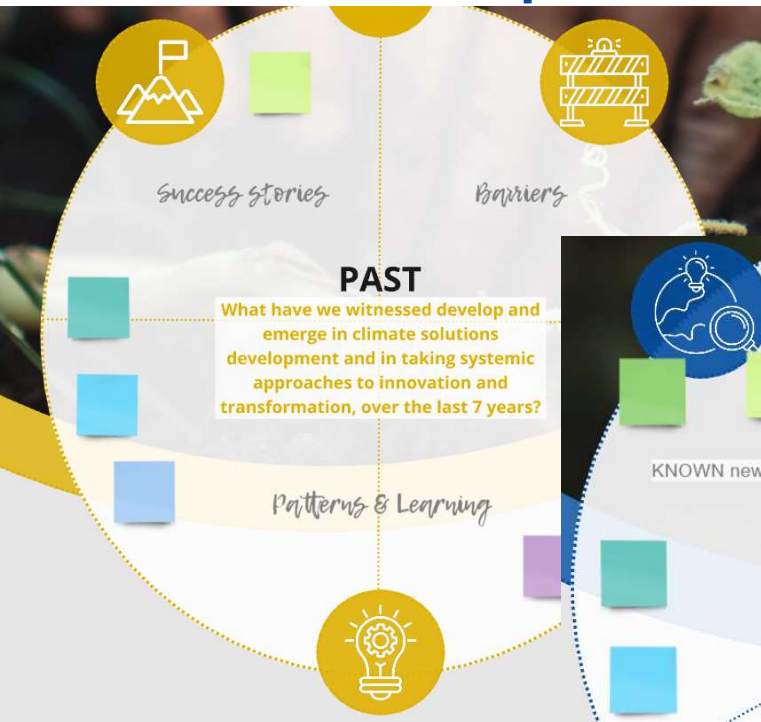 Success stories
Barriers
PAST
What have we witnessed develop and
emerge in climate solutions
development and in taking systemic
approaches to innovation and
transformation, over the last 7 years?
KNOWN new
Patterns & Learning